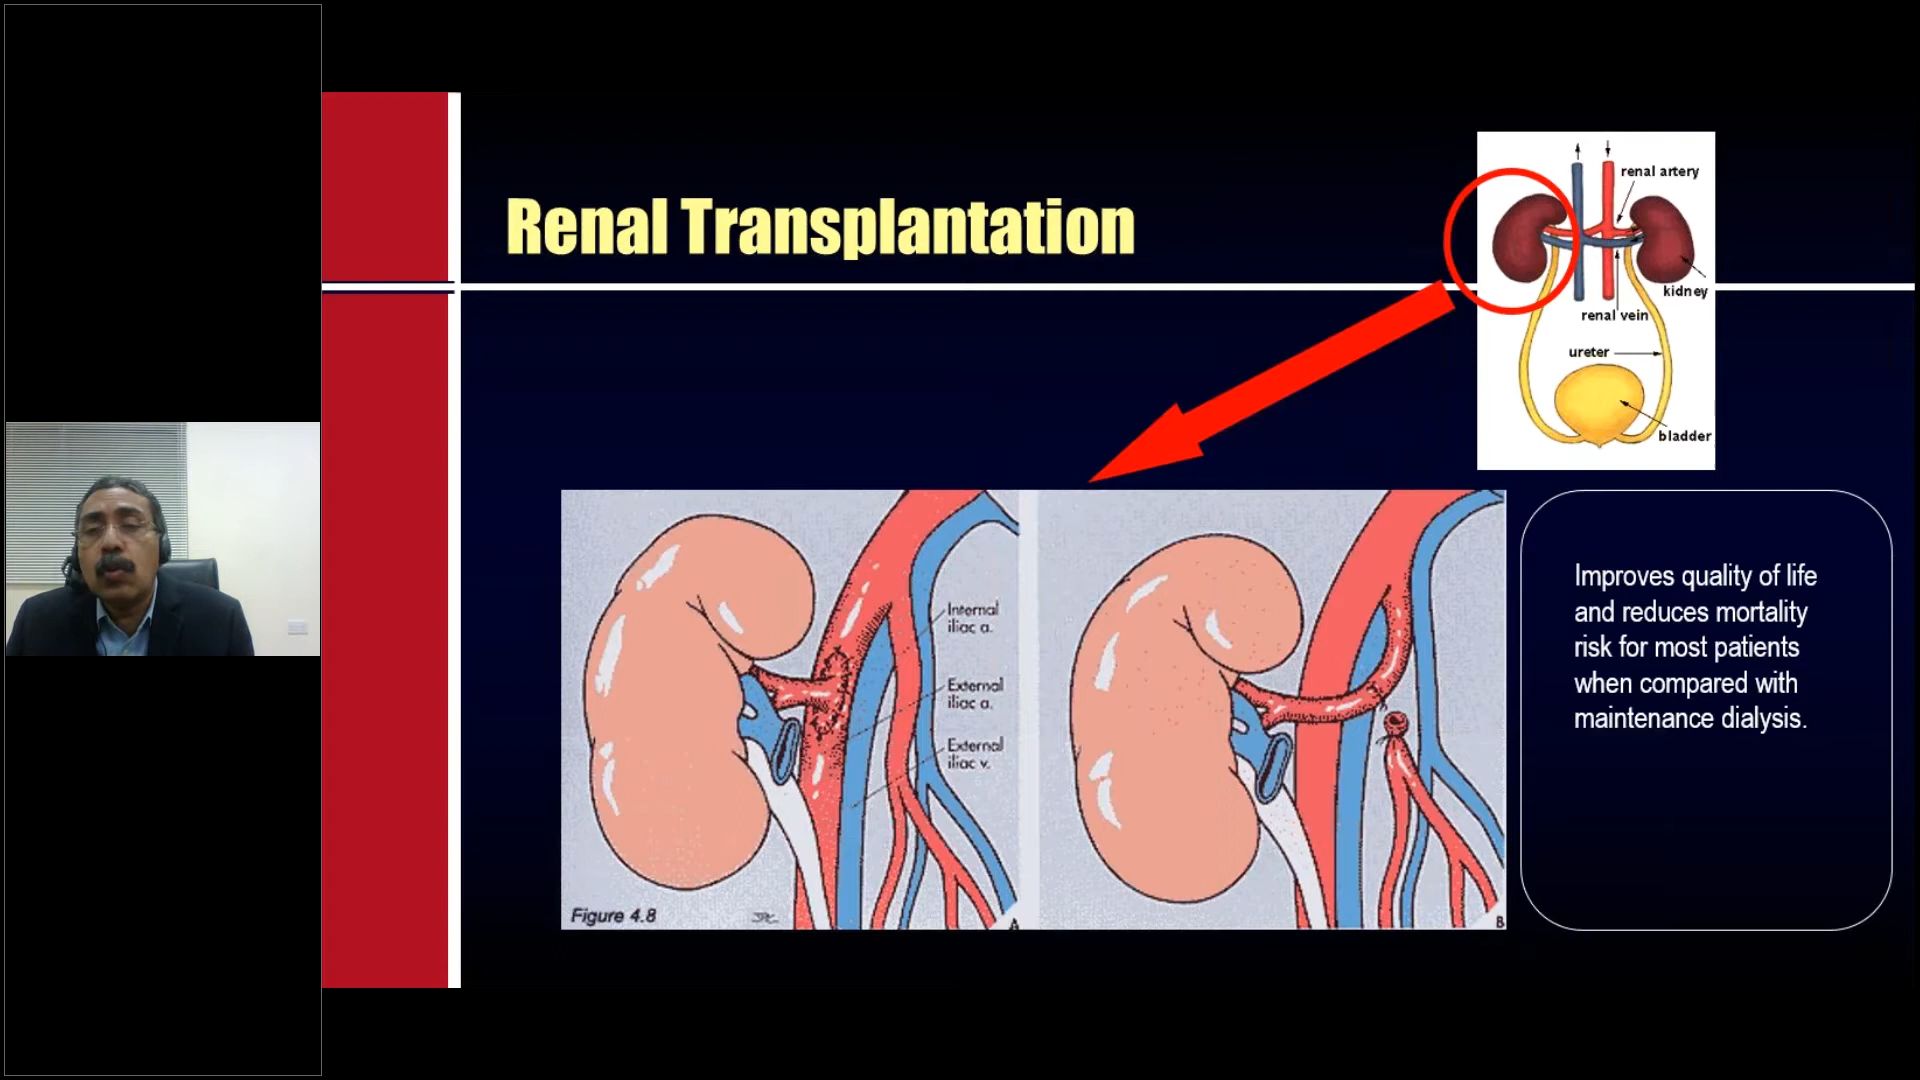 Renal Transplantation
renal artery
kidney
renal vein
ureter
bladder
Internal
iliac a.
External
iliac a.
External
iliac v.
Figure 4.8
A
B
Improves quality of life
and reduces mortality
risk for most patients
when compared with
maintenance dialysis.